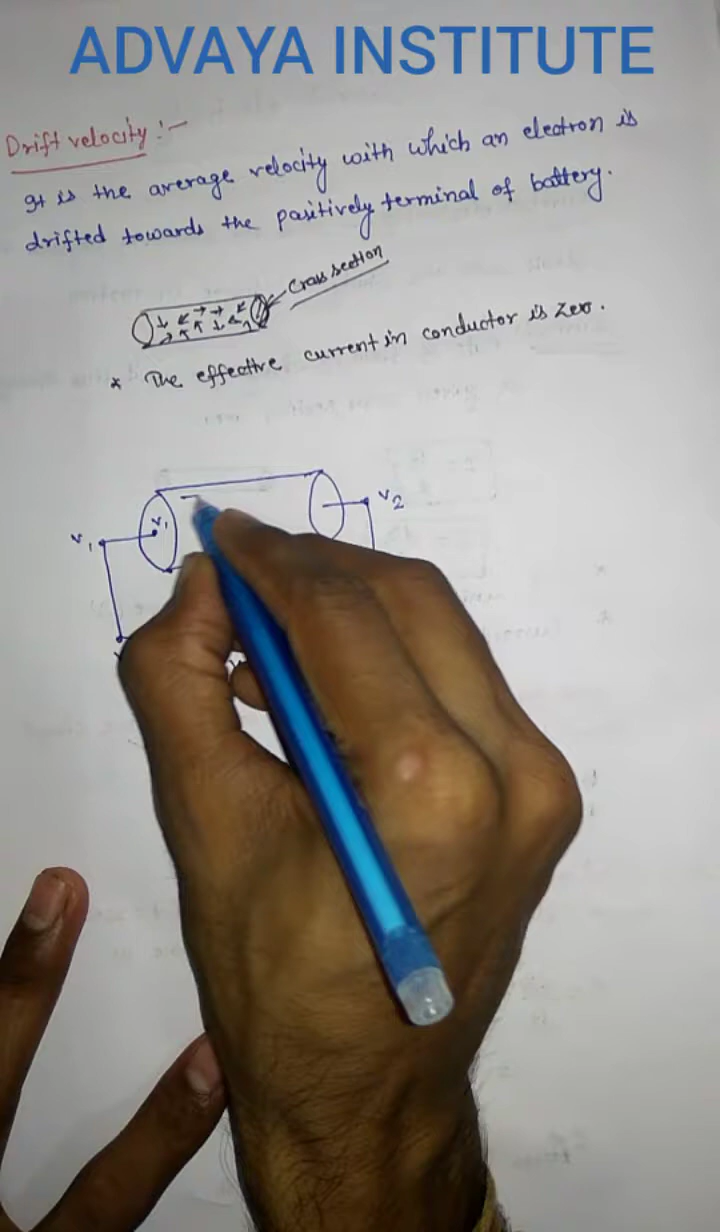 ADVAYA INSTITUTE
Drift velocity :-
It is the average velocity with which an electron is
drifted towards the positively terminal of battery.
Cross section
* The effective current in conductor is zero.
V2
V1
V1